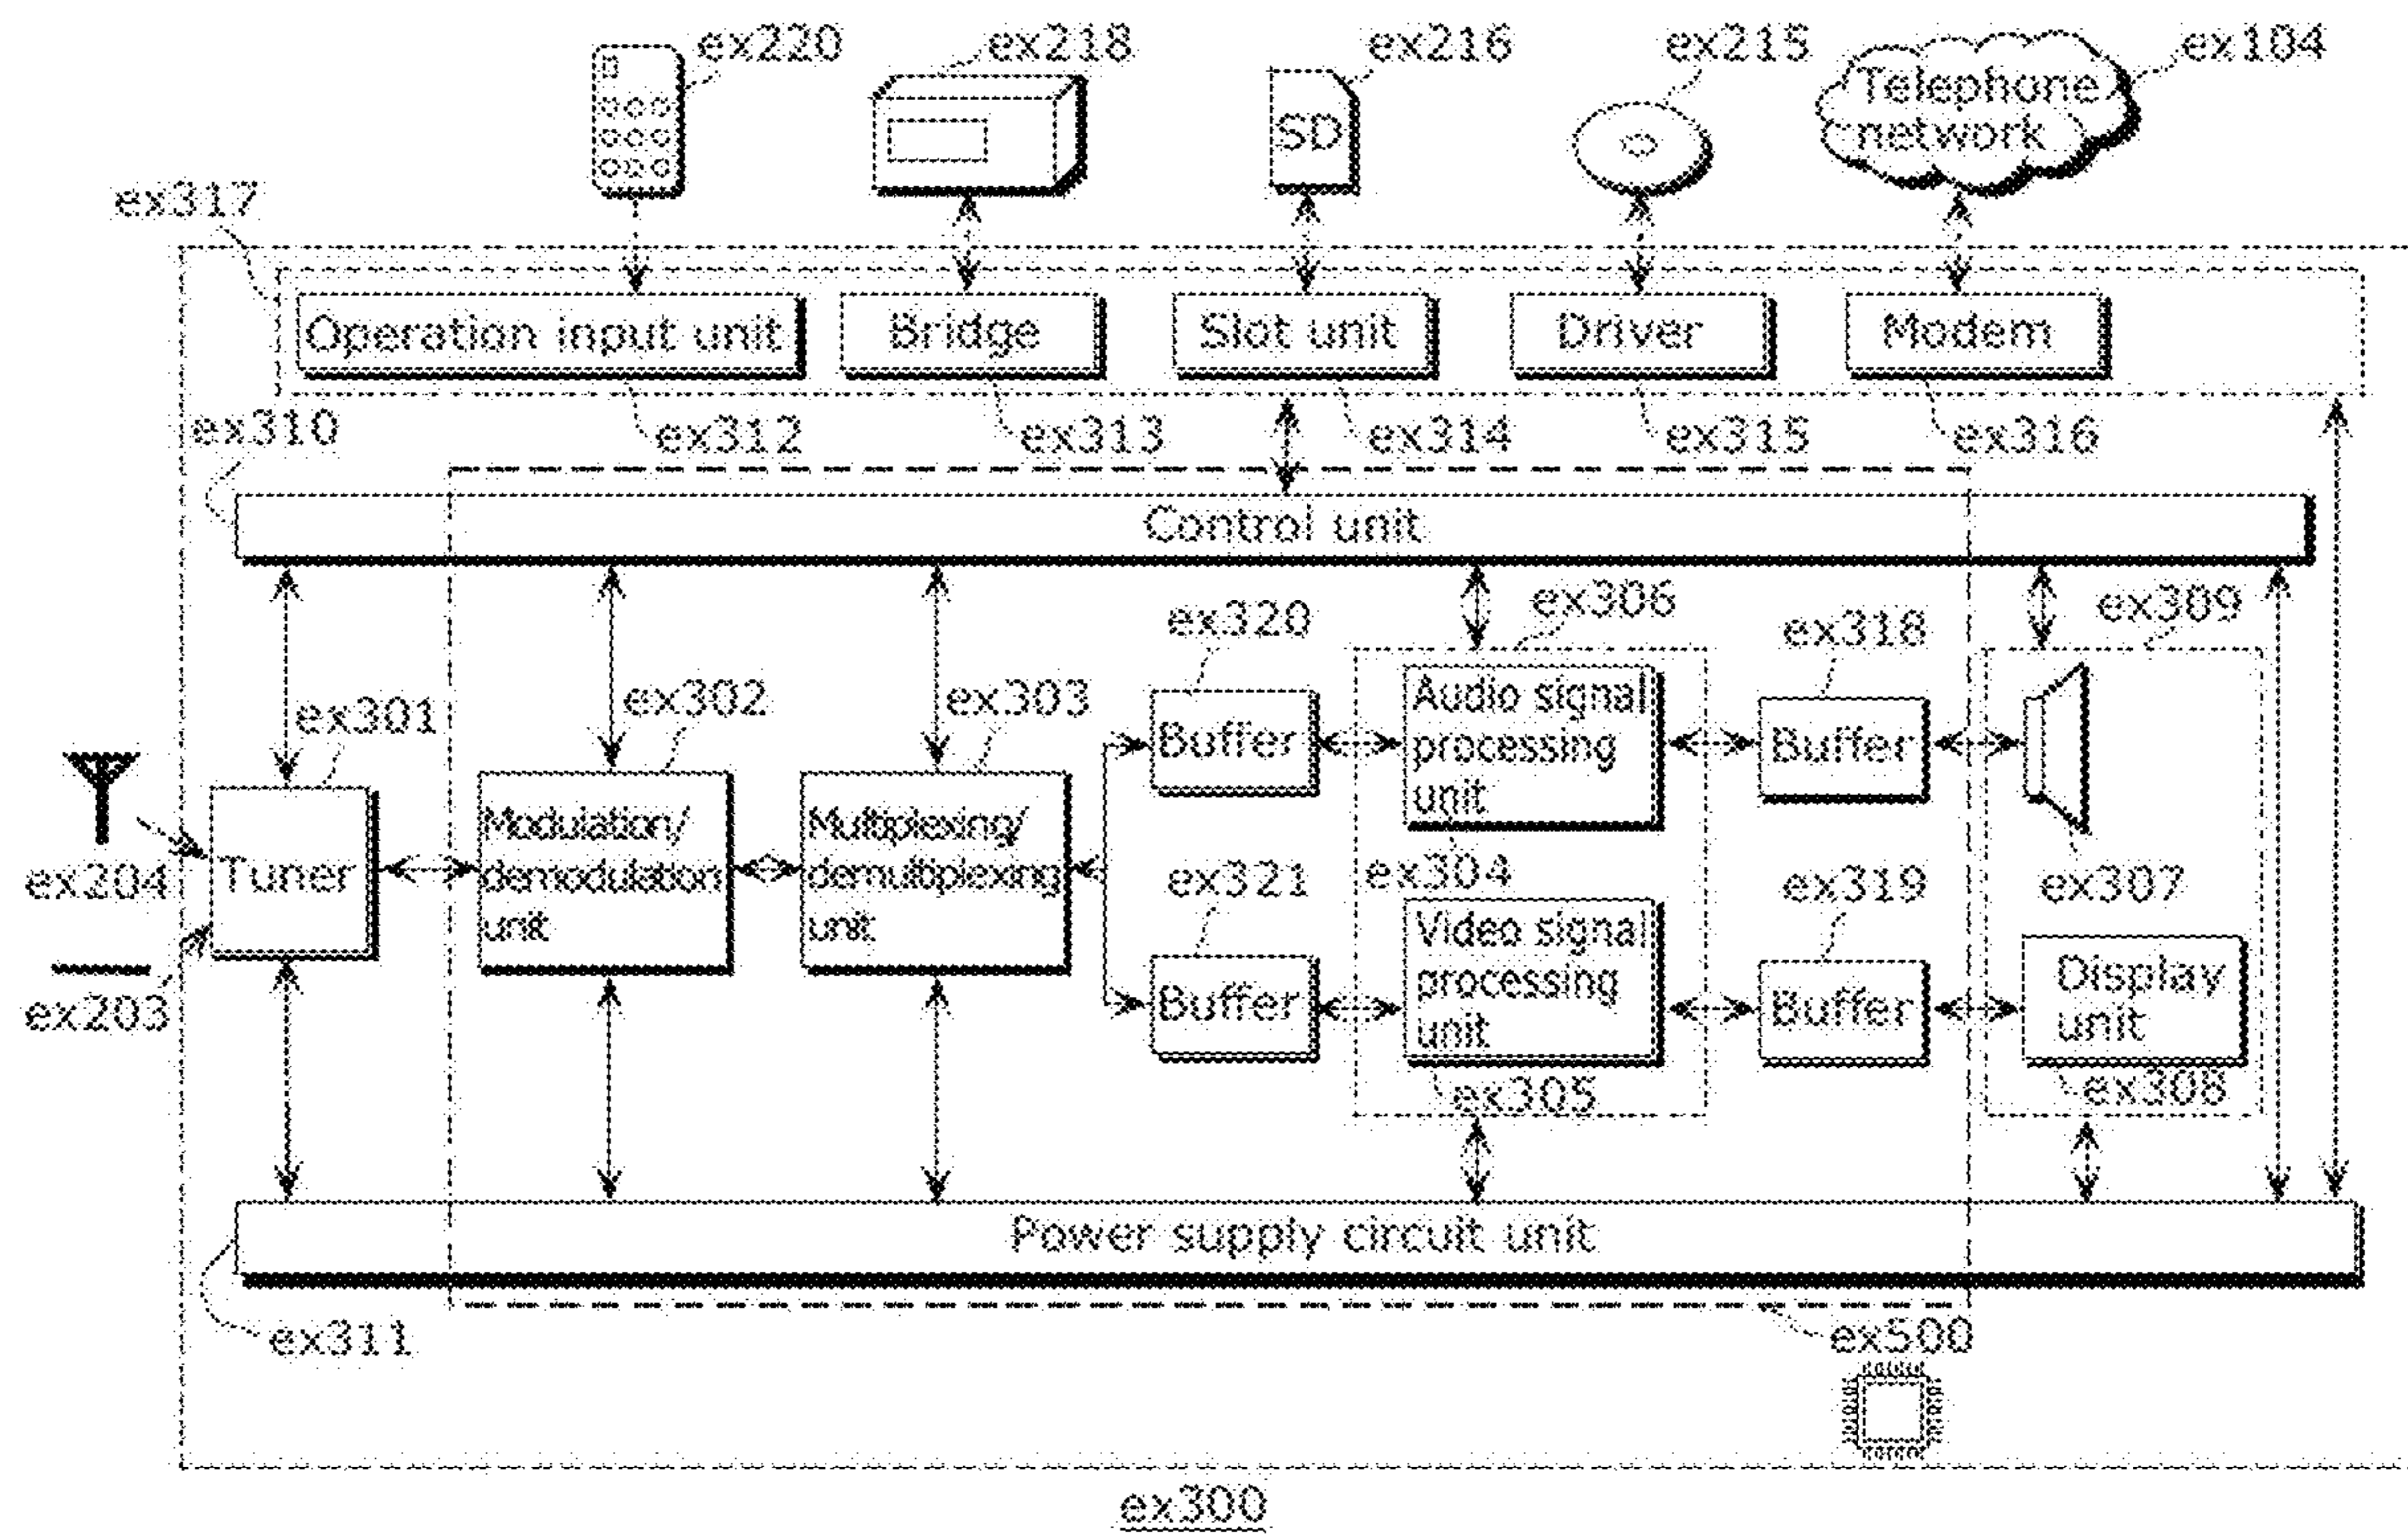 ex220
ex218
ex216
ex215
ex104
SD
Telephone
network
ex317
Operation input unit
Bridge
Slot unit
Driver
Modem
ex310
ex312
ex313
ex314
ex315
ex316
Control unit
ex320
ex306
ex318
ex309
ex301
ex302
ex303
Buffer
Audio signal
processing
unit
Buffer
Tuner
Modulation/
demodulation
unit
Multiplexing/
demultiplexing
unit
ex204
ex321
ex304
ex319
ex307
ex203
Buffer
Video signal
processing
unit
Buffer
Display
unit
ex305
ex308
Power supply circuit unit
ex311
ex500
ex300